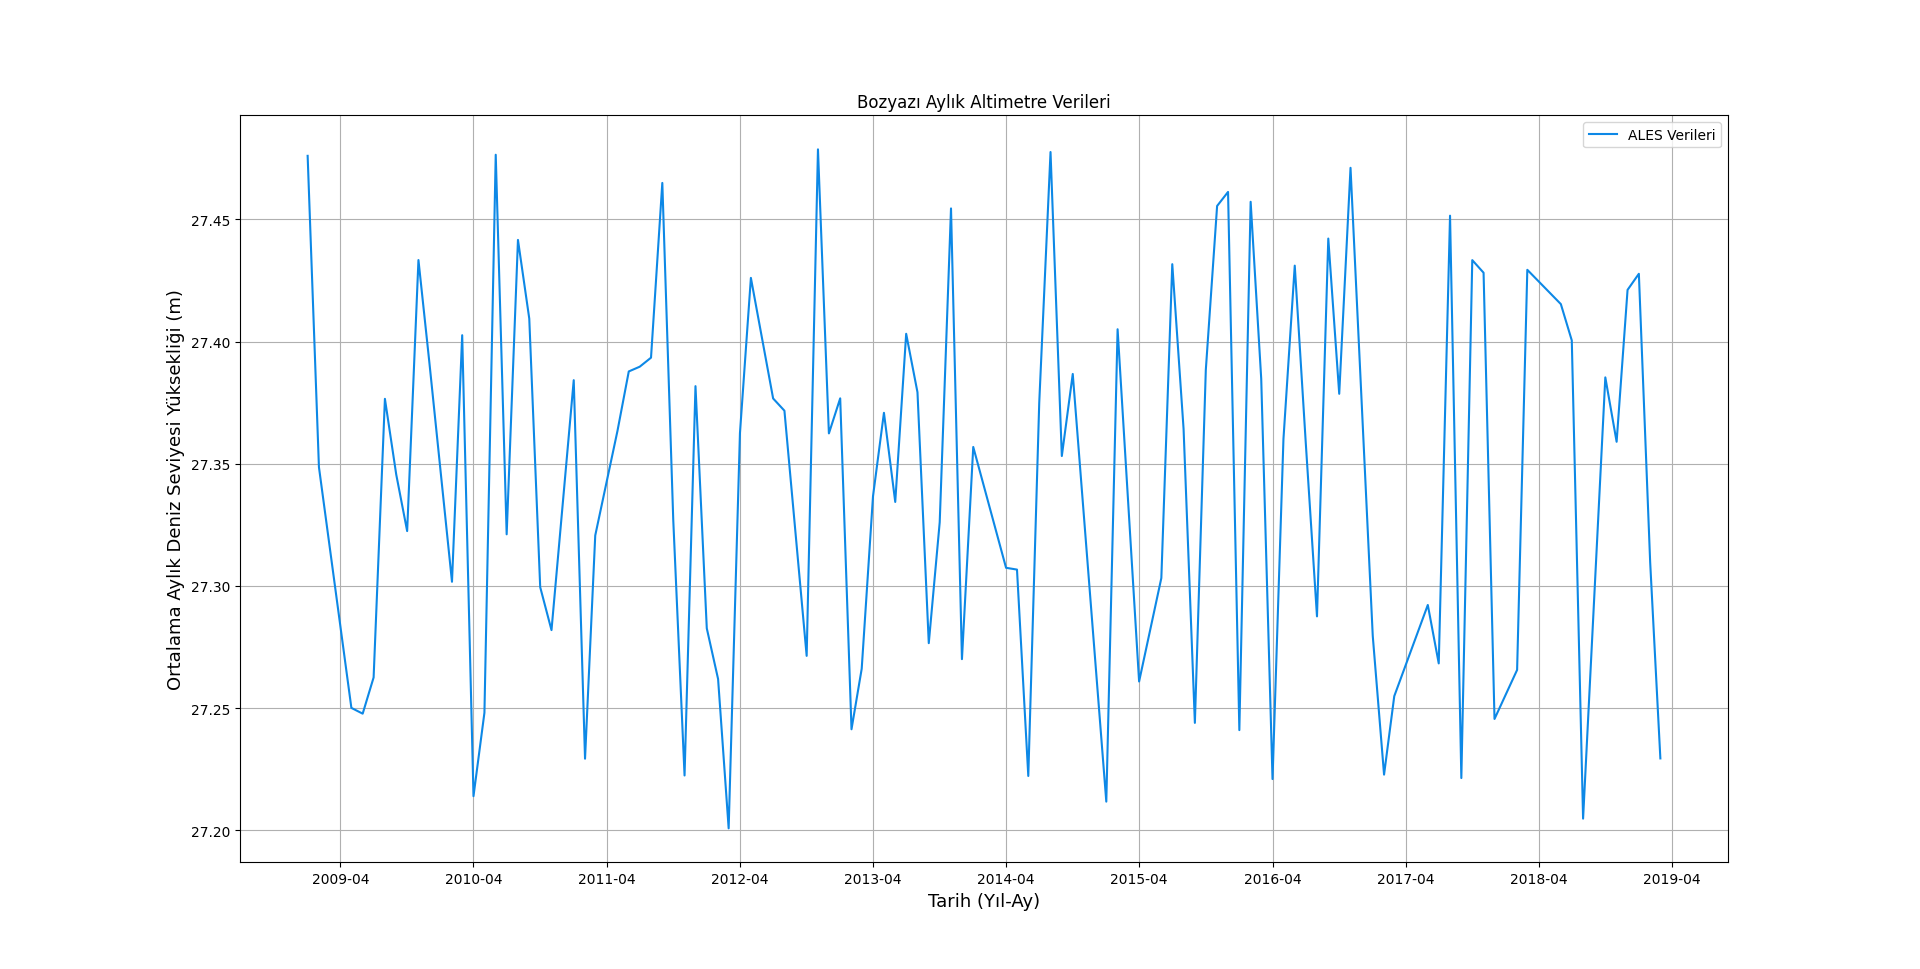 Bozyazı Aylık Altimetre Verileri
ALES Verileri
Ortalama Aylık Deniz Seviyesi Yüksekliği (m)
27.45
27.40
27.35
27.30
27.25
27.20
2009-04 2010-04 2011-04 2012-04 2013-04 2014-04 2015-04 2016-04 2017-04 2018-04 2019-04
Tarih (Yıl-Ay)